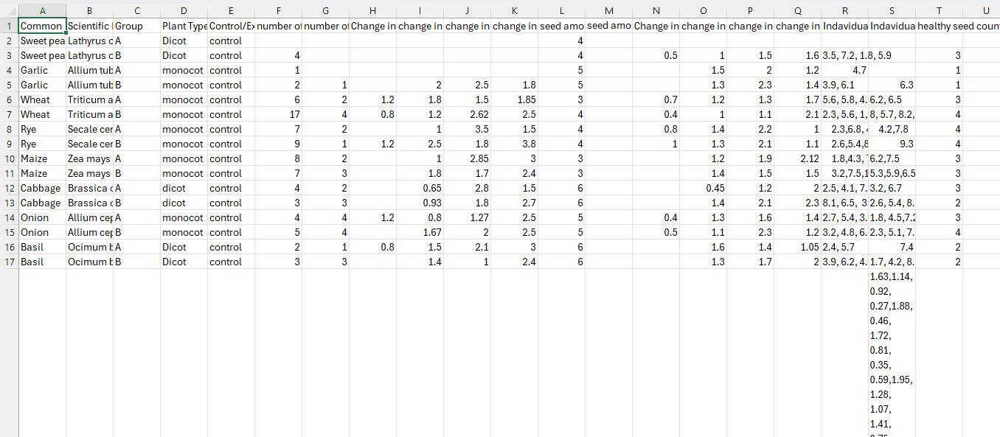 A B C D E F G H I J K L M N O P Q R S T U
1 Common Scientific Group Plant Type Control/Ex number of number of Change in change in change in change in seed amo seed amo Change in change in change in change in Indavidua Indavidua healthy seed coun
2 Sweet pea Lathyrus o A Dicot control 4
3 Sweet pea Lathyrus o B Dicot control 4 4 0.5 1 1.5 1.6 3.5, 7.2, 1.8, 5.9 3
4 Garlic Allium tub A monocot control 1 5 1.5 2 1.2 4.7 1
5 Garlic Allium tub B monocot control 2 1 2 2.5 1.8 5 1.3 2.3 1.4 3.9, 6.1 6.3 1
6 Wheat Triticum a A monocot control 6 2 1.2 1.8 1.5 1.85 3 0.7 1.2 1.3 1.7 5.6, 5.8, 4. 6.2, 6.5 3
7 Wheat Triticum a B monocot control 17 4 0.8 1.2 2.62 2.5 4 0.4 1 1.1 2.1 2.3, 5.6, 1, 8, 5.7, 8.2, 4
8 Rye Secale cer A monocot control 7 2 1 3.5 1.5 4 0.8 1.4 2.2 1 2.3,6.8, 4.2,7.8 4
9 Rye Secale cer B monocot control 9 1 1.2 2.5 1.8 3.8 4 1 1.3 2.1 1.1 2.6,5.4,8 9.3 4
10 Maize Zea mays A monocot control 8 2 1 2.85 3 3 1.2 1.9 2.12 1.8,4.3, 6.2,7.5 3
11 Maize Zea mays B monocot control 7 3 1.8 1.7 2.4 3 1.4 1.5 1.5 3.2,7.5,1 5.3,5.9,6.5 3
12 Cabbage Brassica A dicot control 4 2 0.65 2.8 1.5 6 0.45 1.2 2 2.5, 4.1, 7. 3.2, 6.7 3
13 Cabbage Brassica B dicot control 3 3 0.93 1.8 2.7 6 1.4 2.1 2.3 8.1, 6.5, 3 2.6, 5.4, 8. 2
14 Onion Allium cep A monocot control 4 4 1.2 0.8 1.27 2.5 5 0.4 1.3 1.6 1.4 2.7, 5.4, 3. 1.8, 4.5,7.2 3
15 Onion Allium cep B monocot control 5 4 1.67 2 2.5 5 0.5 1.1 2.3 1.2 3.2, 4.8, 6. 2.3, 5.1, 7. 4
16 Basil Ocimum b A Dicot control 2 1 0.8 1.5 2.1 3 6 1.6 1.4 1.05 2.4, 5.7 7.4 2
17 Basil Ocimum b B Dicot control 3 3 1.4 1 2.4 6 1.3 1.7 2 3.9, 6.2, 4. 1.7, 4.2, 8. 2
1.63,1.14,
0.92,
0.27,1.88,
0.46,
1.72,
0.81,
0.35,
0.59,1.95,
1.28,
1.07,
1.41,